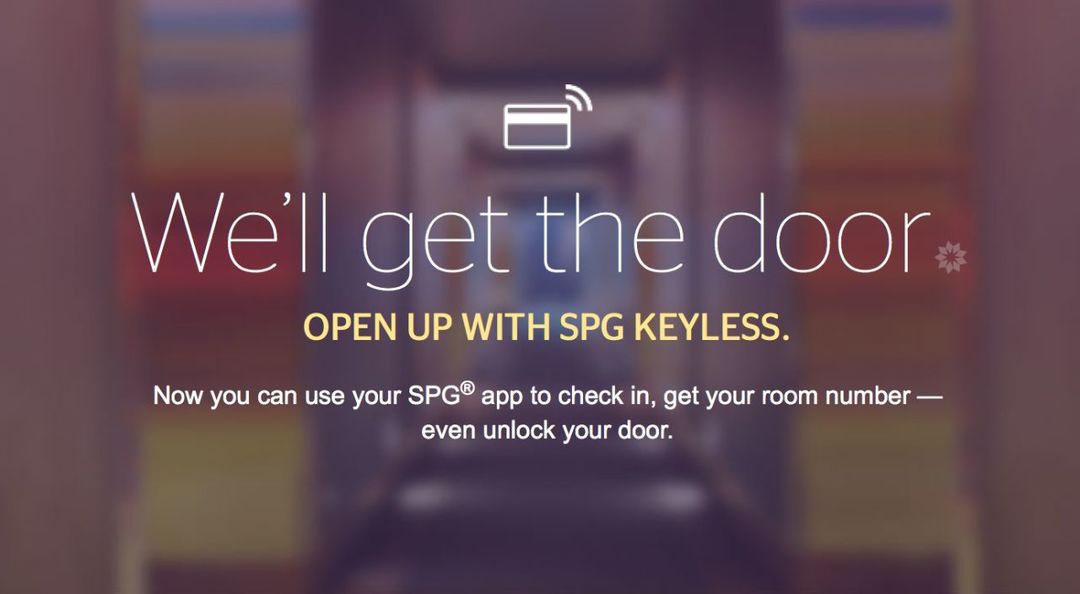 We’ll get the door
OPEN UP WITH SPG KEYLESS.
Now you can use your SPG® app to check in, get your room number —
even unlock your door.